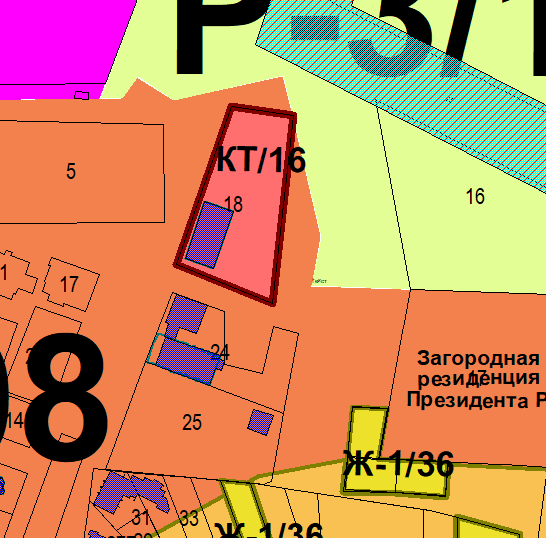 Р-3/1
5
КТ/16
18
16
1
17
24
8
25
14
Загородная
резиденция
Президента Р
Ж-1/36
31
33
Ж-1/36